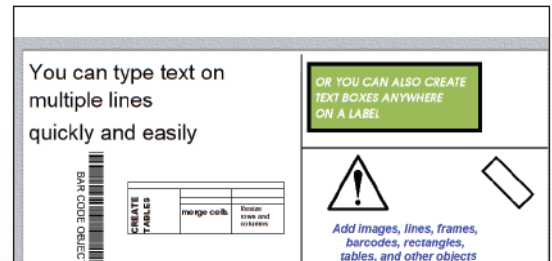 You can type text on
multiple lines
quickly and easily
OR YOU CAN ALSO CREATE
TEXT BOXES ANYWHERE
ON A LABEL
BAR CODE OBJEC
CREATE
TABLES
merge cells
Resize
rows and
columns
Add images, lines, frames,
barcodes, rectangles,
tables, and other objects